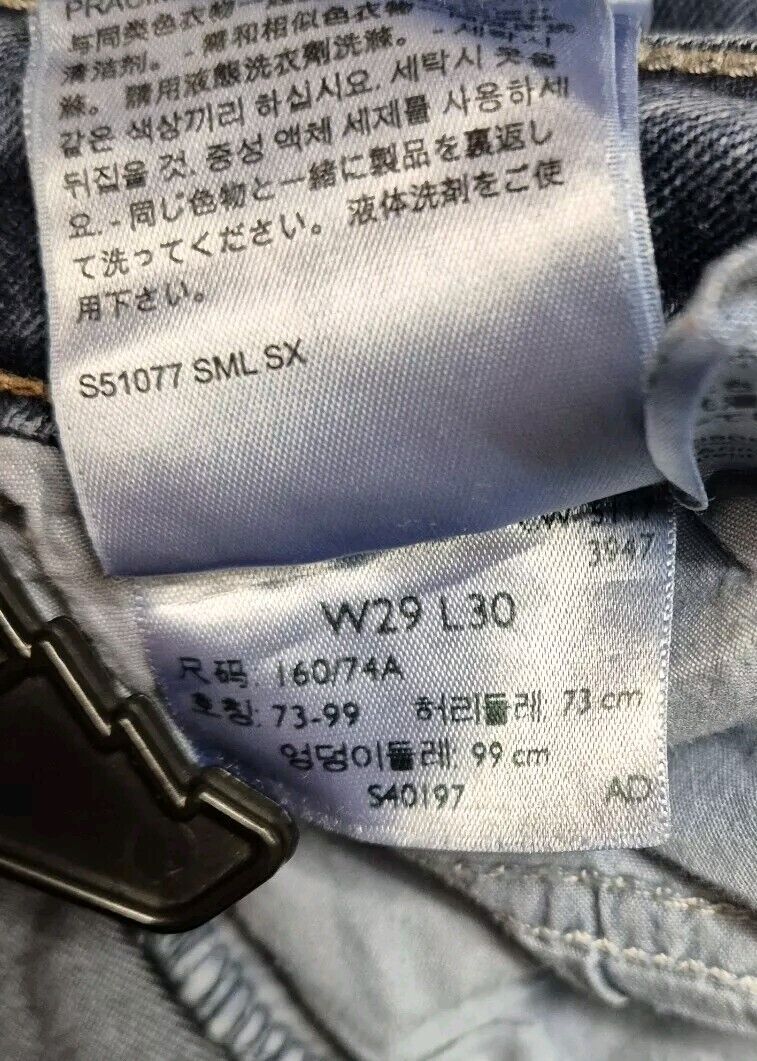 与同类色衣物
清洁剂。-需和相似色衣物
滌。請用液態洗衣劑洗滌。-세탁시 옷을
같은 색상끼리 하십시요. 세탁시
뒤집을 것. 중성 액체 세제를 사용하세
요. - 同じ色物と一緒に製品を裏返し
て洗ってください。 液体洗剤をご使
用下さい。
S51077 SML SX
3947
W29 L30
尺码: 160/74A
호칭: 73-99 허리둘레: 73 cm
엉덩이둘레: 99 cm
S40197 AD